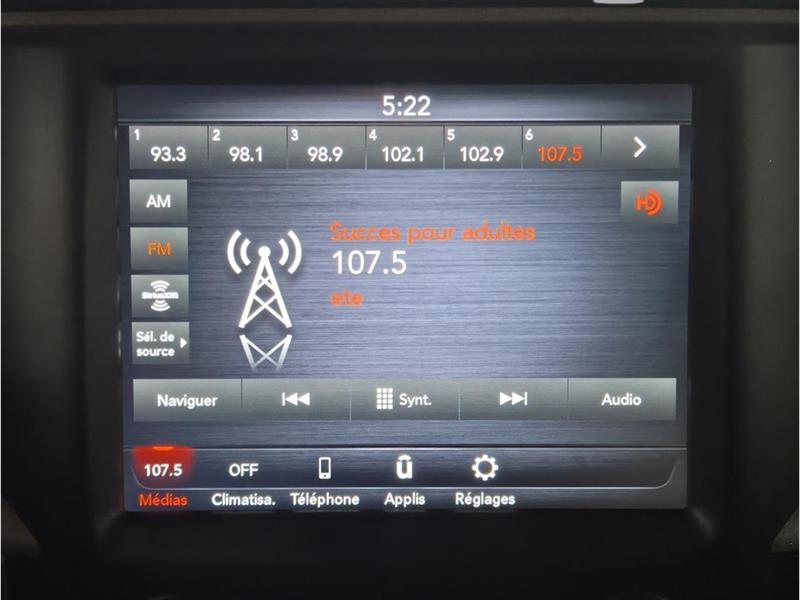 5:22
1 93.3 2 98.1 3 98.9 4 102.1 5 102.9 6 107.5
AM
HD
Succes pour adultes
FM
107.5
SiriusXM
ete
Sél. de
source
Naviguer Synt. Audio
107.5 OFF
Médias Climatisa. Téléphone Applis Réglages